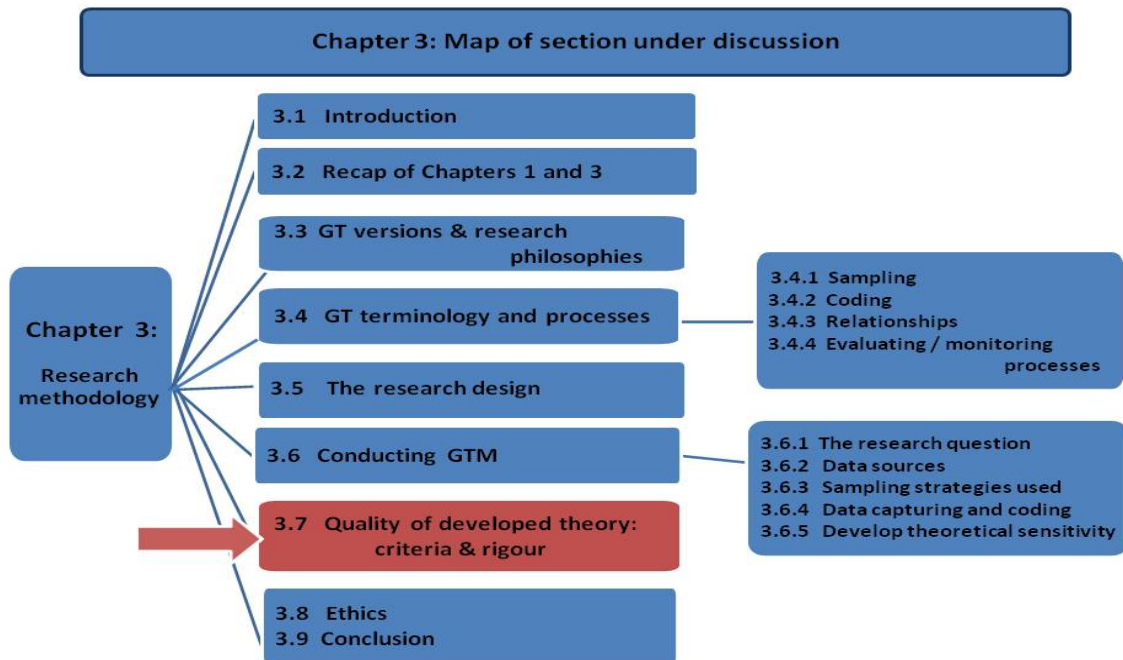 Chapter 3: Map of section under discussion
Chapter 3:
Research
methodology
3.1 Introduction
3.2 Recap of Chapters 1 and 3
3.3 GT versions & research
philosophies
3.4 GT terminology and processes
3.4.1 Sampling
3.4.2 Coding
3.4.3 Relationships
3.4.4 Evaluating / monitoring
processes
3.5 The research design
3.6 Conducting GTM
3.6.1 The research question
3.6.2 Data sources
3.6.3 Sampling strategies used
3.6.4 Data capturing and coding
3.6.5 Develop theoretical sensitivity
3.7 Quality of developed theory:
criteria & rigour
3.8 Ethics
3.9 Conclusion